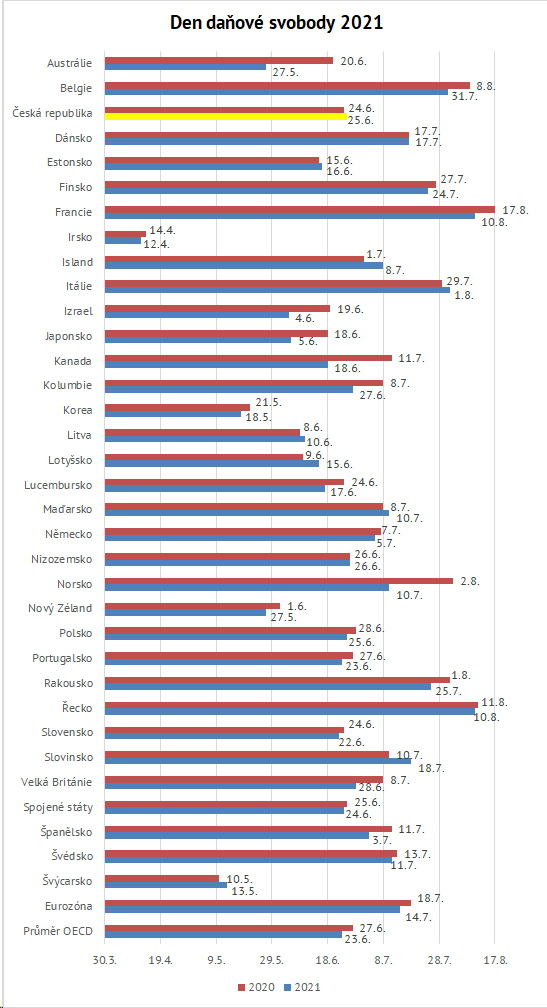 Den daňové svobody 2021
Austrálie 20.6.
27.5.
Belgie 8.8.
31.7.
Česká republika 24.6.
25.6.
Dánsko 17.7.
17.7.
Estonsko 15.6.
16.6.
Finsko 27.7.
24.7.
Francie 17.8.
10.8.
Irsko 14.4.
12.4.
Island 1.7.
8.7.
Itálie 29.7.
1.8.
Izrael 19.6.
4.6.
Japonsko 18.6.
5.6.
Kanada 11.7.
18.6.
Kolumbie 8.7.
27.6.
Korea 21.5.
18.5.
Litva 8.6.
10.6.
Lotyšsko 9.6.
15.6.
Lucembursko 24.6.
17.6.
Maďarsko 8.7.
10.7.
Německo 7.7.
5.7.
Nizozemsko 26.6.
26.6.
Norsko 2.8.
10.7.
Nový Zéland 1.6.
27.5.
Polsko 28.6.
25.6.
Portugalsko 27.6.
23.6.
Rakousko 1.8.
25.7.
Řecko 11.8.
10.8.
Slovensko 24.6.
22.6.
Slovinsko 10.7.
18.7.
Velká Británie 8.7.
28.6.
Spojené státy 25.6.
24.6.
Španělsko 11.7.
3.7.
Švédsko 13.7.
11.7.
Švýcarsko 10.5.
13.5.
Eurozóna 18.7.
14.7.
Průměr OECD 27.6.
23.6.
30.3. 19.4. 9.5. 29.5. 18.6. 8.7. 28.7. 17.8.
2020 2021